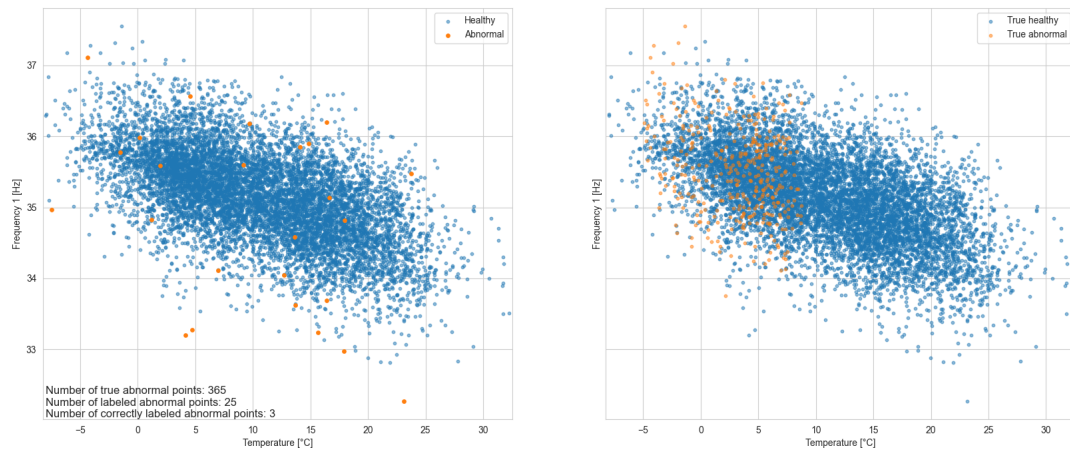 Healthy
Abnormal
37
36
35
34
33
Frequency 1 [Hz]
Number of true abnormal points: 365
Number of labeled abnormal points: 25
Number of correctly labeled abnormal points: 3
−5 0 5 10 15 20 25 30
Temperature [°C]
True healthy
True abnormal
37
36
35
34
33
Frequency 1 [Hz]
−5 0 5 10 15 20 25 30
Temperature [°C]